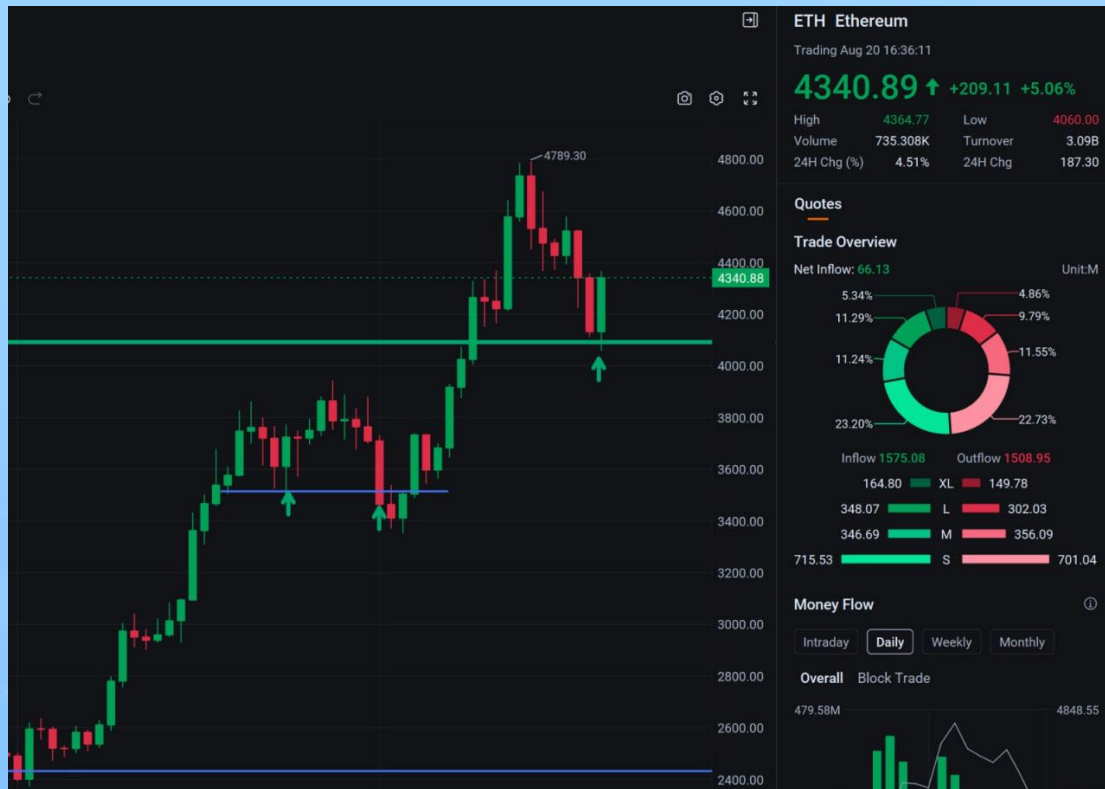 ETH Ethereum
Trading Aug 20 16:36:11
4340.89 +209.11 +5.06%
High 4364.77 Low 4060.00
Volume 735.308K Turnover 3.09B
24H Chg (%) 4.51% 24H Chg 187.30
4789.30
4800.00
4600.00
4400.00
4340.88
4200.00
4000.00
3800.00
3600.00
3400.00
3200.00
3000.00
2800.00
2600.00
2400.00
Quotes
Trade Overview
Net Inflow: 66.13 Unit:M
5.34% 4.86%
11.29% 9.79%
11.24% 11.55%
23.20% 22.73%
Inflow 1575.08 Outflow 1508.95
164.80 XL 149.78
348.07 L 302.03
346.69 M 356.09
715.53 S 701.04
Money Flow
Intraday Daily Weekly Monthly
Overall Block Trade
479.58M 4848.55